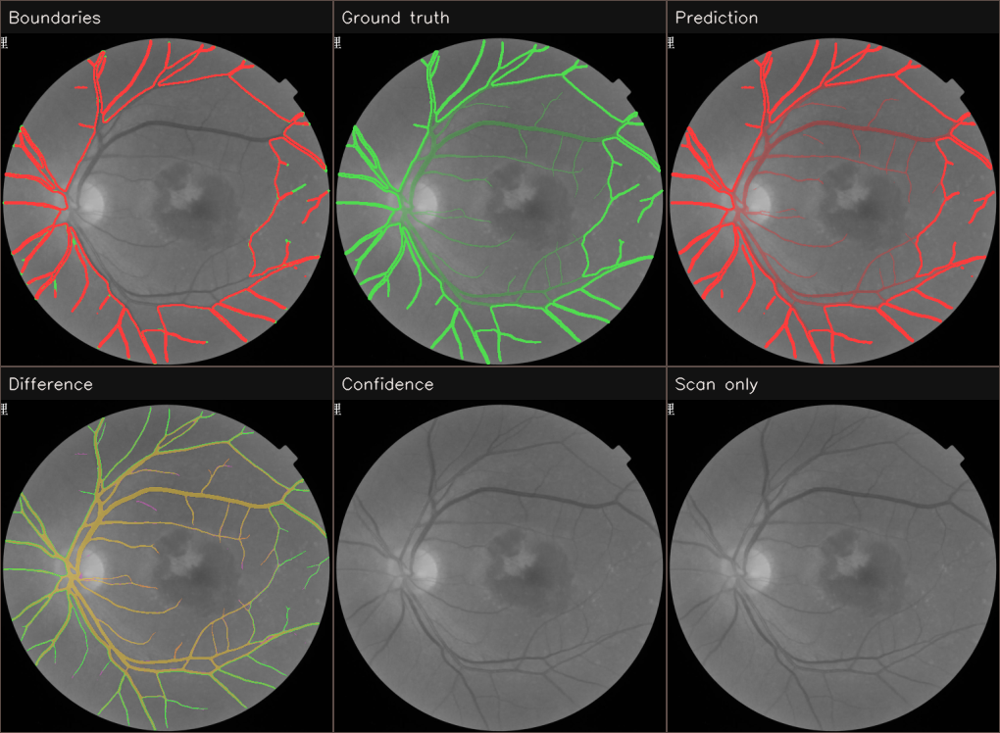 Boundaries
Ground truth
Prediction
Difference
Confidence
Scan only